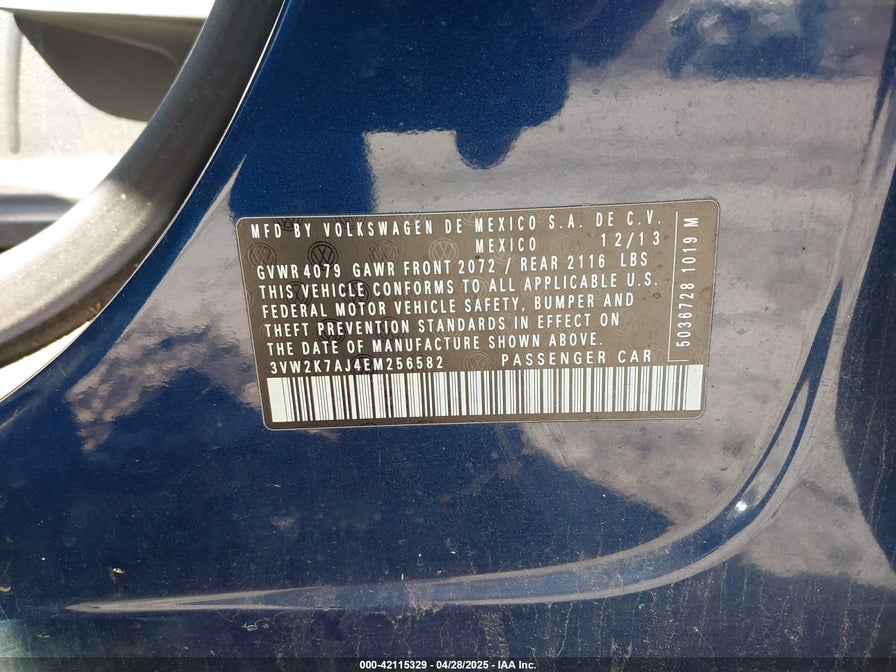 MFD BY VOLKSWAGEN DE MEXICO S.A. DE C.V.
MEXICO 12/13
GVWR 4079 GAWR FRONT 2072 / REAR 2116 LBS
THIS VEHICLE CONFORMS TO ALL APPLICABLE U.S.
FEDERAL MOTOR VEHICLE SAFETY, BUMPER AND
THEFT PREVENTION STANDARDS IN EFFECT ON
THE DATE OF MANUFACTURE SHOWN ABOVE.
3VW2K7AJ4EM256582 PASSENGER CAR
5036728 1019 M
000-42115329 - 04/28/2025 - IAA Inc.